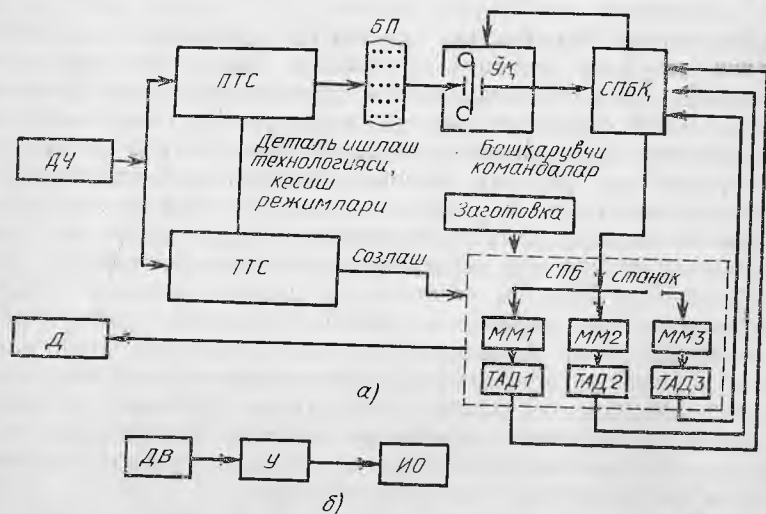 БП
ПТС
ЎҚ
СПБҚ
ДЧ
Деталь ишлаш
технологияси,
кесиш
режимлари
Бошқарувчи
командалар
Заготовка
ТТС
Созлаш
СПБ станок
ММ1
ММ2
ММ3
Д
ТАД1
ТАД2
ТАД3
а)
ДВ
У
ИО
б)